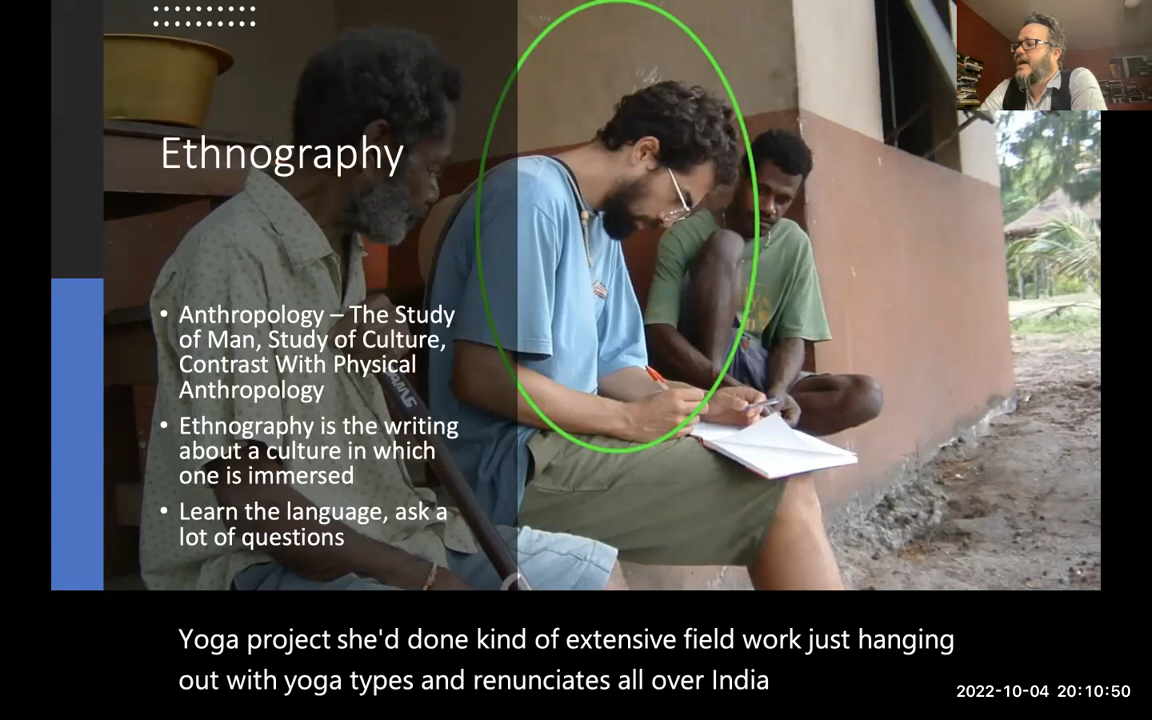 Ethnography
• Anthropology – The Study
of Man, Study of Culture,
Contrast With Physical
Anthropology
• Ethnography is the writing
about a culture in which
one is immersed
• Learn the language, ask a
lot of questions
Yoga project she'd done kind of extensive field work just hanging
out with yoga types and renunciates all over India
2022-10-04 20:10:50